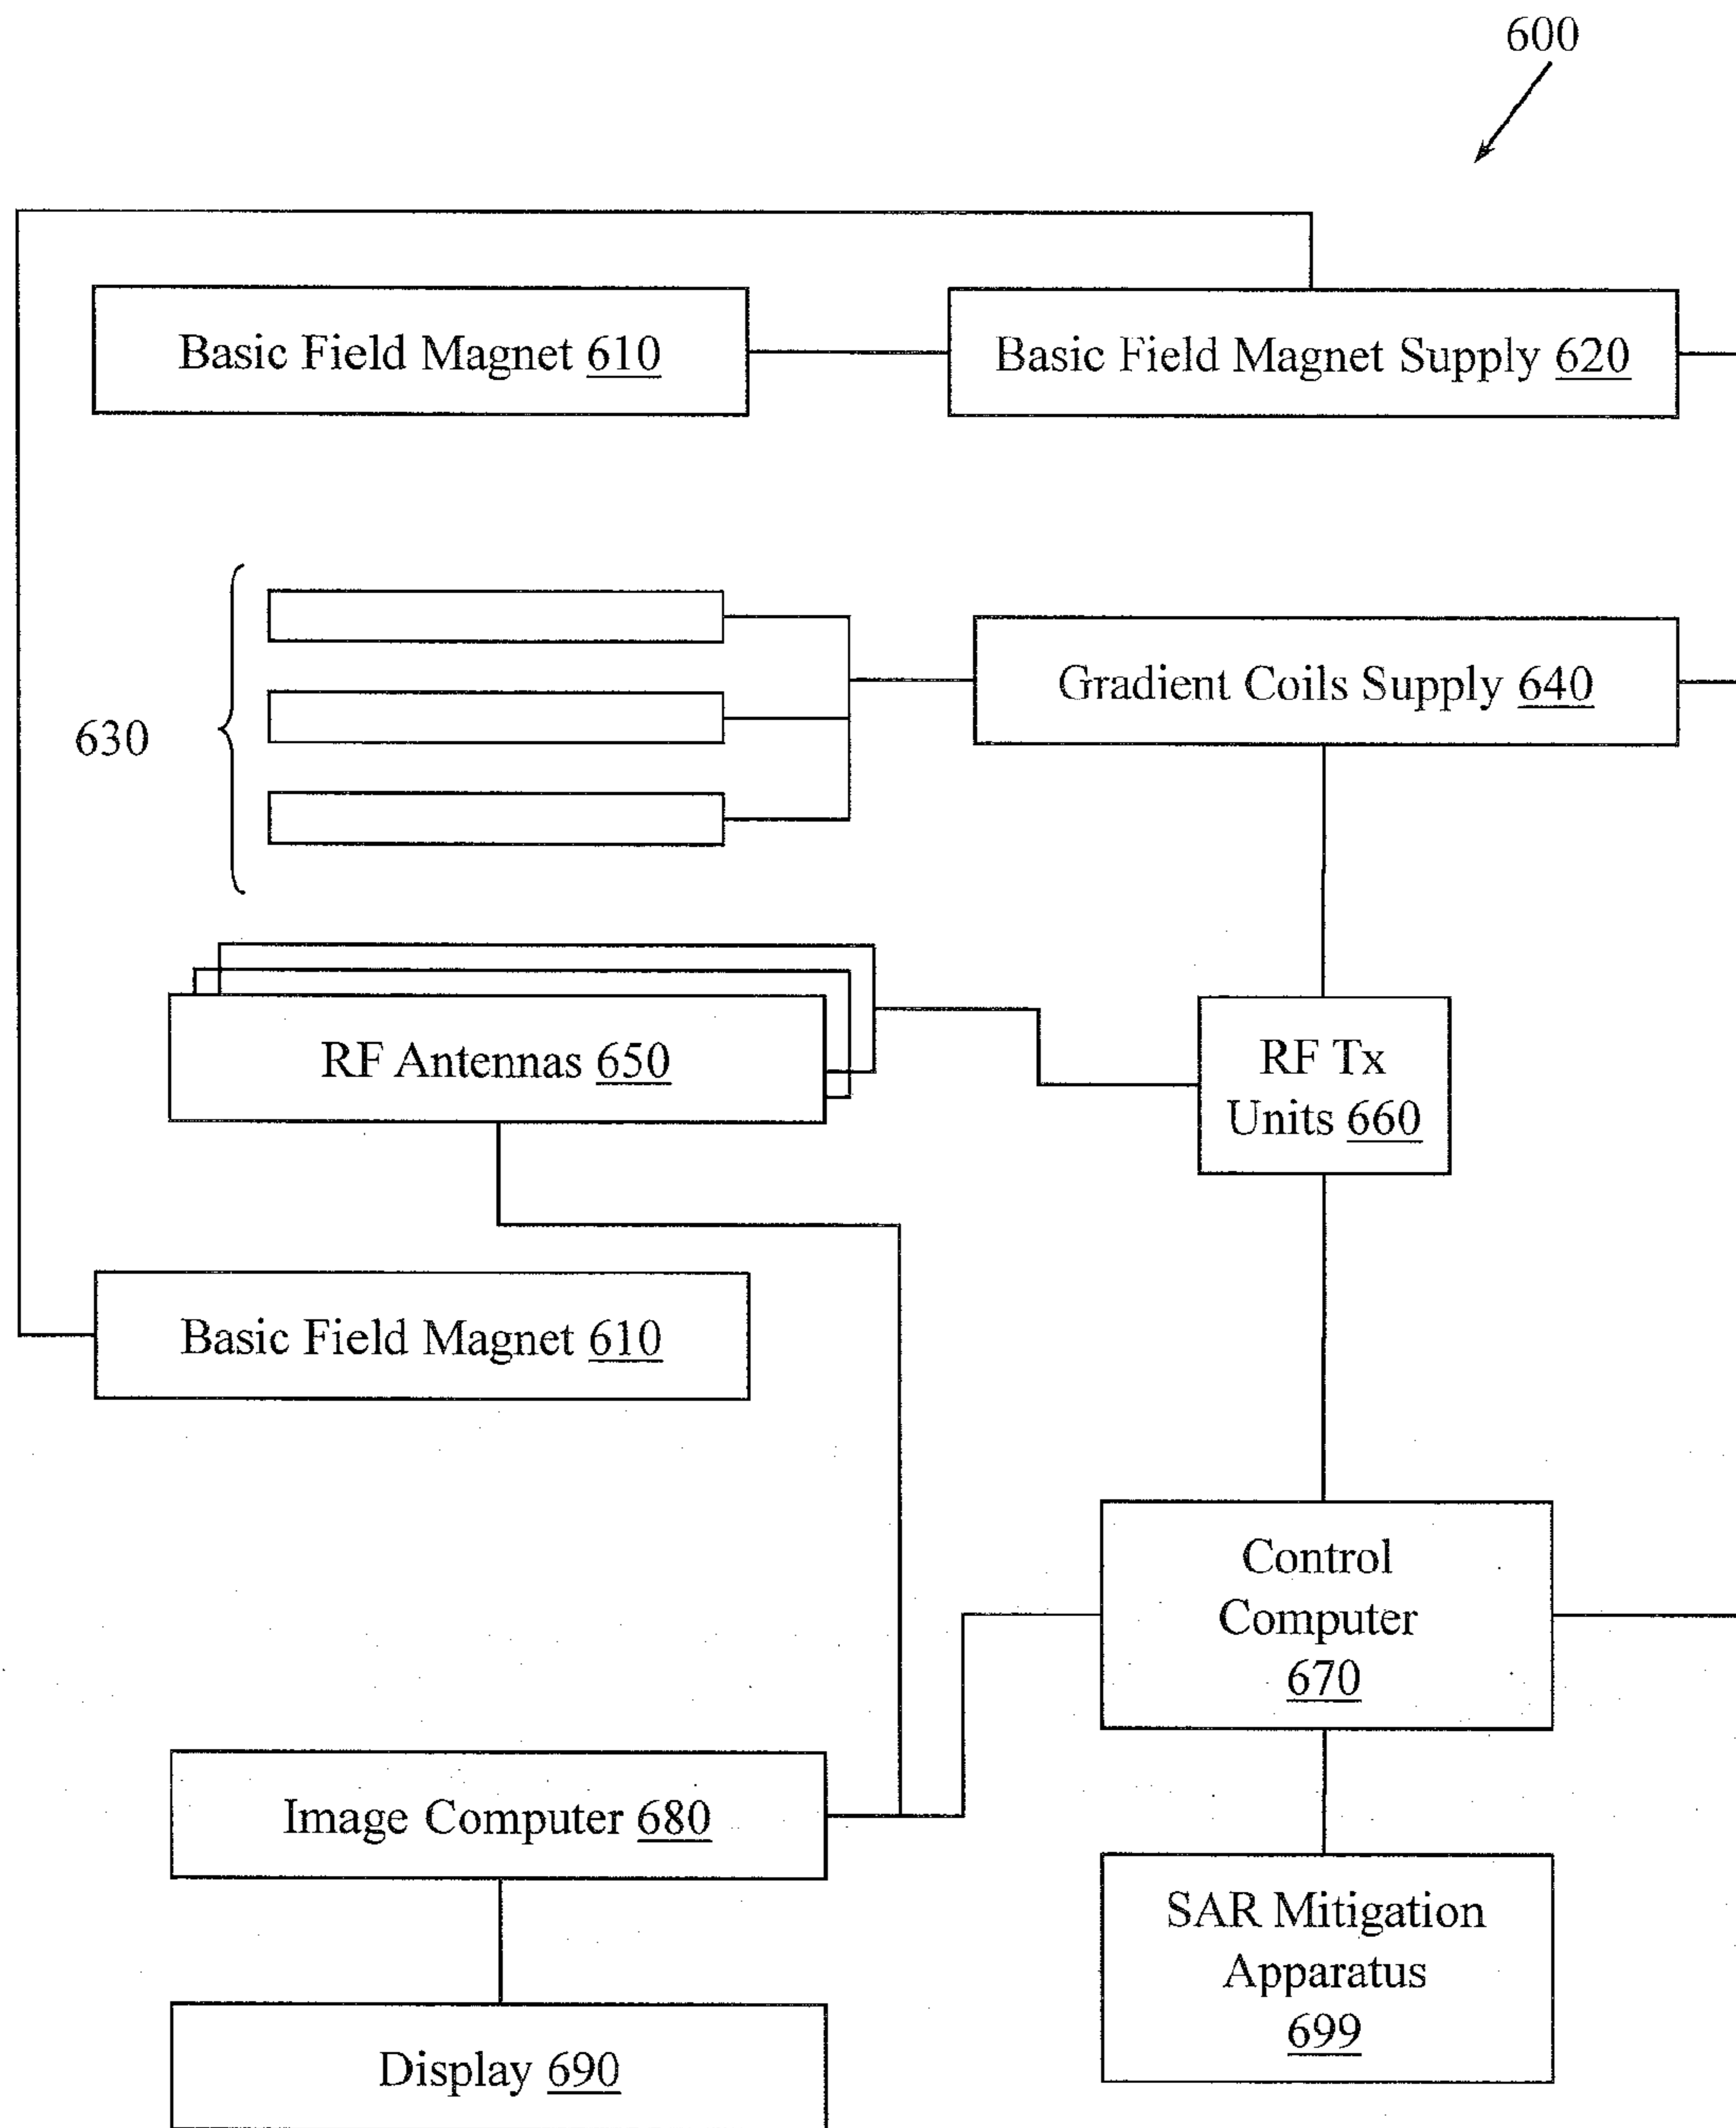 600
Basic Field Magnet 610
Basic Field Magnet Supply 620
630
Gradient Coils Supply 640
RF Antennas 650
RF Tx
Units 660
Basic Field Magnet 610
Control
Computer
670
Image Computer 680
SAR Mitigation
Apparatus
699
Display 690